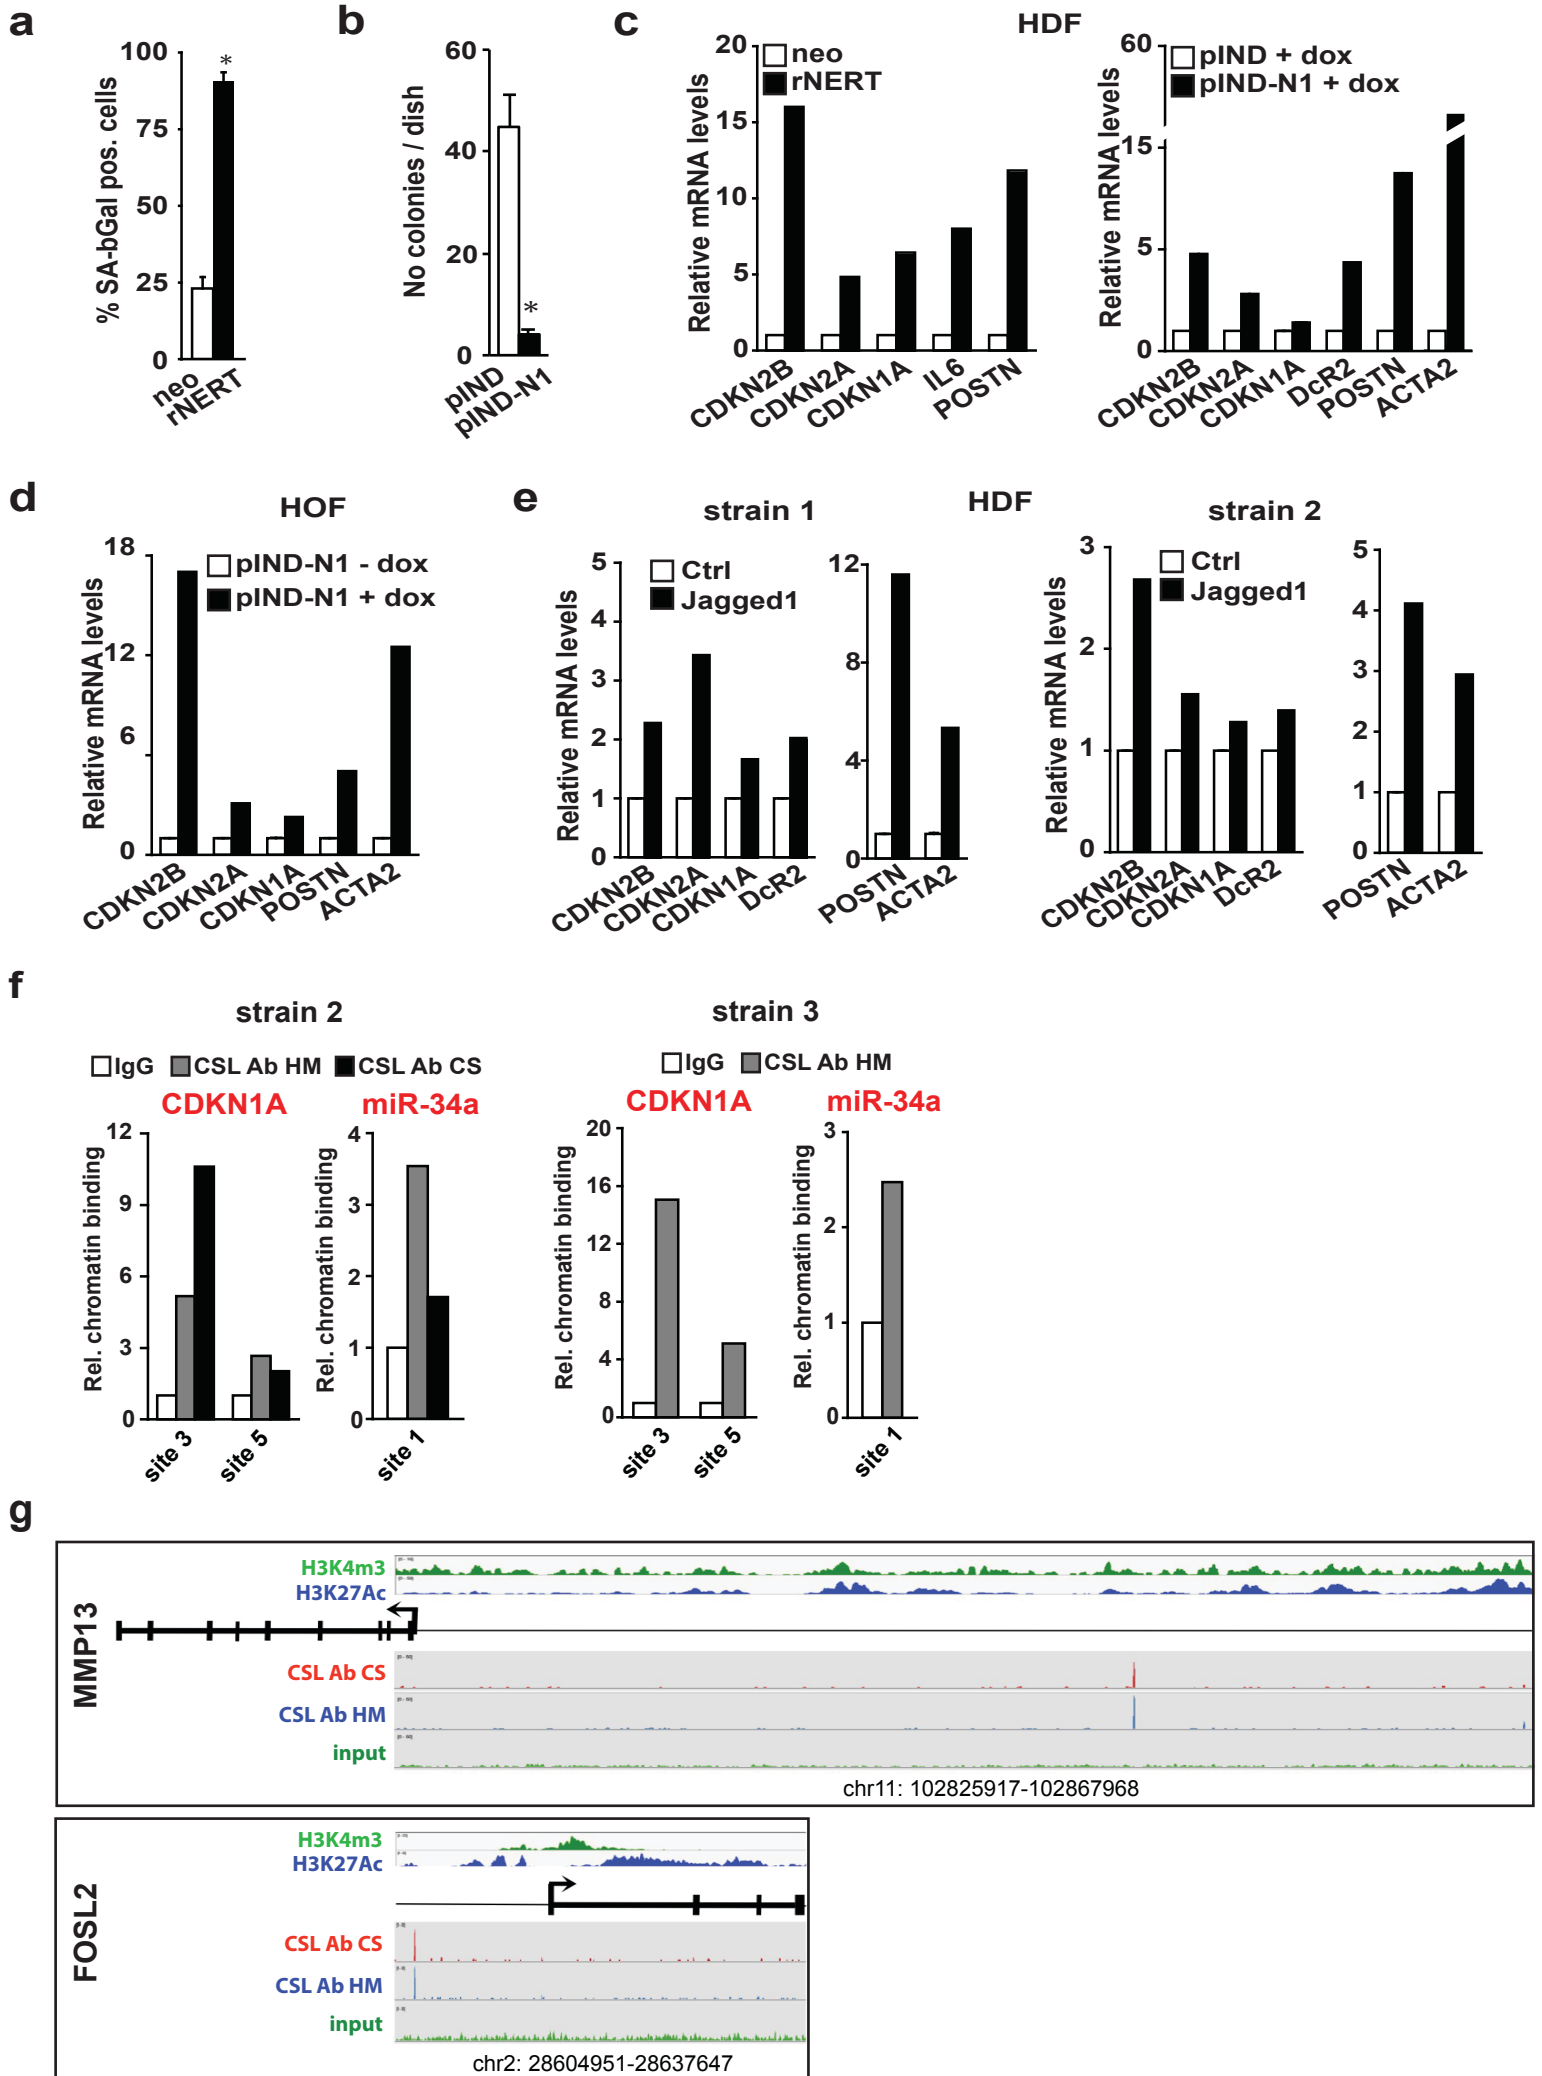 a
% SA-bGal pos. cells
100
75
50
25
0
*
neo
rNERT
b
No colonies / dish
60
40
20
0
*
pIND
pIND-N1
c
HDF
Relative mRNA levels
20
15
10
5
0
neo
rNERT
CDKN2B
CDKN2A
CDKN1A
IL6
POSTN
Relative mRNA levels
60
15
5
0
pIND + dox
pIND-N1 + dox
CDKN2B
CDKN2A
CDKN1A
DcR2
POSTN
ACTA2
d
HOF
Relative mRNA levels
18
12
6
0
pIND-N1 - dox
pIND-N1 + dox
CDKN2B
CDKN2A
CDKN1A
POSTN
ACTA2
e
strain 1
HDF
strain 2
Relative mRNA levels
5
4
3
2
1
0
Ctrl
Jagged1
CDKN2B
CDKN2A
CDKN1A
DcR2
12
8
4
0
POSTN
ACTA2
Relative mRNA levels
3
2
1
0
Ctrl
Jagged1
CDKN2B
CDKN2A
CDKN1A
DcR2
5
4
3
2
1
0
POSTN
ACTA2
f
strain 2
IgG CSL Ab HM CSL Ab CS
CDKN1A
Rel. chromatin binding
12
9
6
3
0
site 3
site 5
miR-34a
Rel. chromatin binding
4
3
2
1
0
site 1
strain 3
IgG CSL Ab HM
CDKN1A
Rel. chromatin binding
20
16
12
8
4
0
site 3
site 5
miR-34a
Rel. chromatin binding
3
2
1
0
site 1
g
MMP13
H3K4m3
H3K27Ac
CSL Ab CS
CSL Ab HM
input
chr11: 102825917-102867968
FOSL2
H3K4m3
H3K27Ac
CSL Ab CS
CSL Ab HM
input
chr2: 28604951-28637647